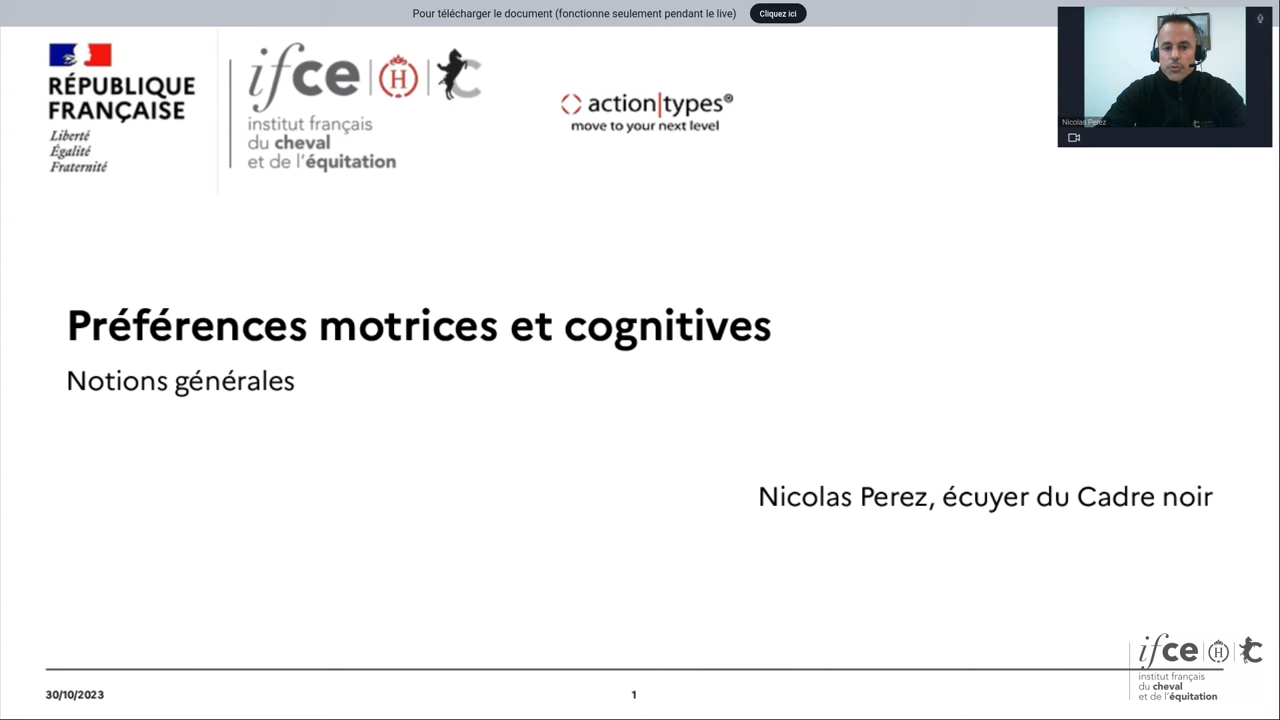 Pour télécharger le document (fonctionne seulement pendant le live)
Cliquez ici
Nicolas Perez
RÉPUBLIQUE
FRANÇAISE
Liberté
Égalité
Fraternité
ifce H C
institut français
du cheval
et de l'équitation
action|types®
move to your next level
Préférences motrices et cognitives
Notions générales
Nicolas Perez, écuyer du Cadre noir
30/10/2023
1
ifce H C
institut français
du cheval
et de l'équitation